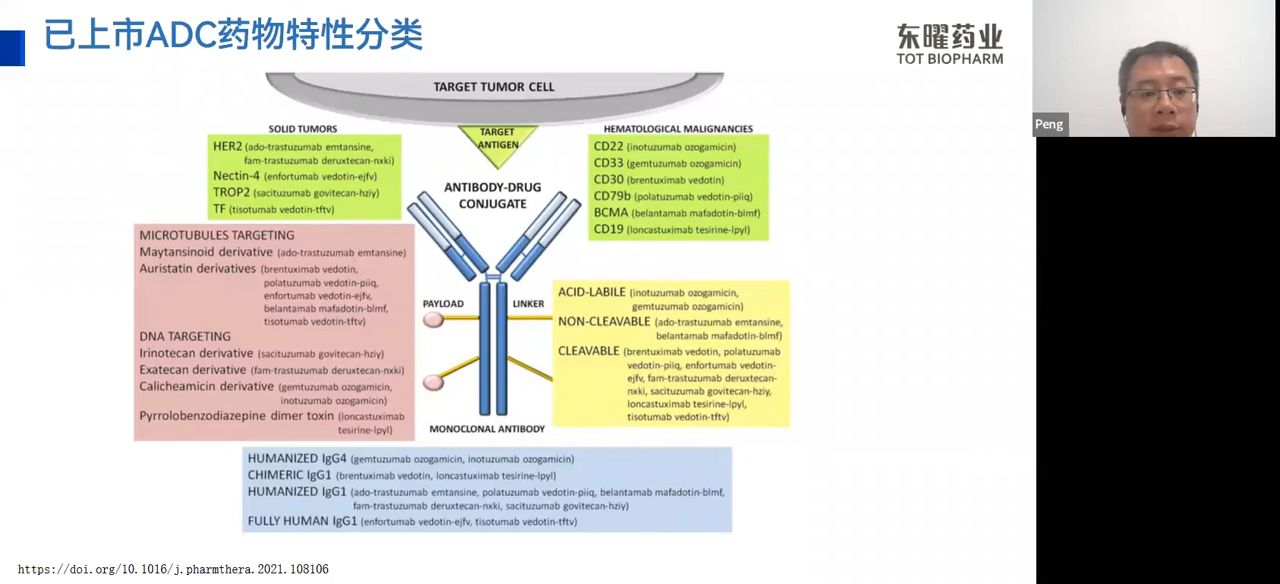 已上市ADC药物特性分类
东曜药业
TOT BIOPHARM
Peng
TARGET TUMOR CELL
SOLID TUMORS
HER2 (ado-trastuzumab emtansine,
fam-trastuzumab deruxtecan-nxki)
Nectin-4 (enfortumab vedotin-ejfv)
TROP2 (sacituzumab govitecan-hziy)
TF (tisotumab vedotin-tftv)
TARGET
ANTIGEN
HEMATOLOGICAL MALIGNANCIES
CD22 (inotuzumab ozogamicin)
CD33 (gemtuzumab ozogamicin)
CD30 (brentuximab vedotin)
CD79b (polatuzumab vedotin-piiq)
BCMA (belantamab mafadotin-blmf)
CD19 (loncastuximab tesirine-lpyl)
ANTIBODY-DRUG
CONJUGATE
MICROTUBULES TARGETING
Maytansinoid derivative (ado-trastuzumab emtansine)
Auristatin derivatives (brentuximab vedotin,
polatuzumab vedotin-piiq,
enfortumab vedotin-ejfv,
belantamab mafadotin-blmf,
tisotumab vedotin-tftv)
DNA TARGETING
Irinotecan derivative (sacituzumab govitecan-hziy)
Exatecan derivative (fam-trastuzumab deruxtecan-nxki)
Calicheamicin derivative (gemtuzumab ozogamicin,
inotuzumab ozogamicin)
Pyrrolobenzodiazepine dimer toxin (loncastuximab
tesirine-lpyl)
PAYLOAD
LINKER
ACID-LABILE (inotuzumab ozogamicin,
gemtuzumab ozogamicin)
NON-CLEAVABLE (ado-trastuzumab emtansine,
belantamab mafadotin-blmf)
CLEAVABLE (brentuximab vedotin, polatuzumab
vedotin-piiq, enfortumab vedotin-
ejfv, fam-trastuzumab deruxtecan-
nxki, sacituzumab govitecan-hziy,
loncastuximab tesirine-lpyl,
tisotumab vedotin-tftv)
MONOCLONAL ANTIBODY
HUMANIZED IgG4 (gemtuzumab ozogamicin, inotuzumab ozogamicin)
CHIMERIC IgG1 (brentuximab vedotin, loncastuximab tesirine-lpyl)
HUMANIZED IgG1 (ado-trastuzumab emtansine, polatuzumab vedotin-piiq, belantamab mafadotin-blmf,
fam-trastuzumab deruxtecan-nxki, sacituzumab govitecan-hziy)
FULLY HUMAN IgG1 (enfortumab vedotin-ejfv, tisotumab vedotin-tftv)
https://doi.org/10.1016/j.pharmthera.2021.108106